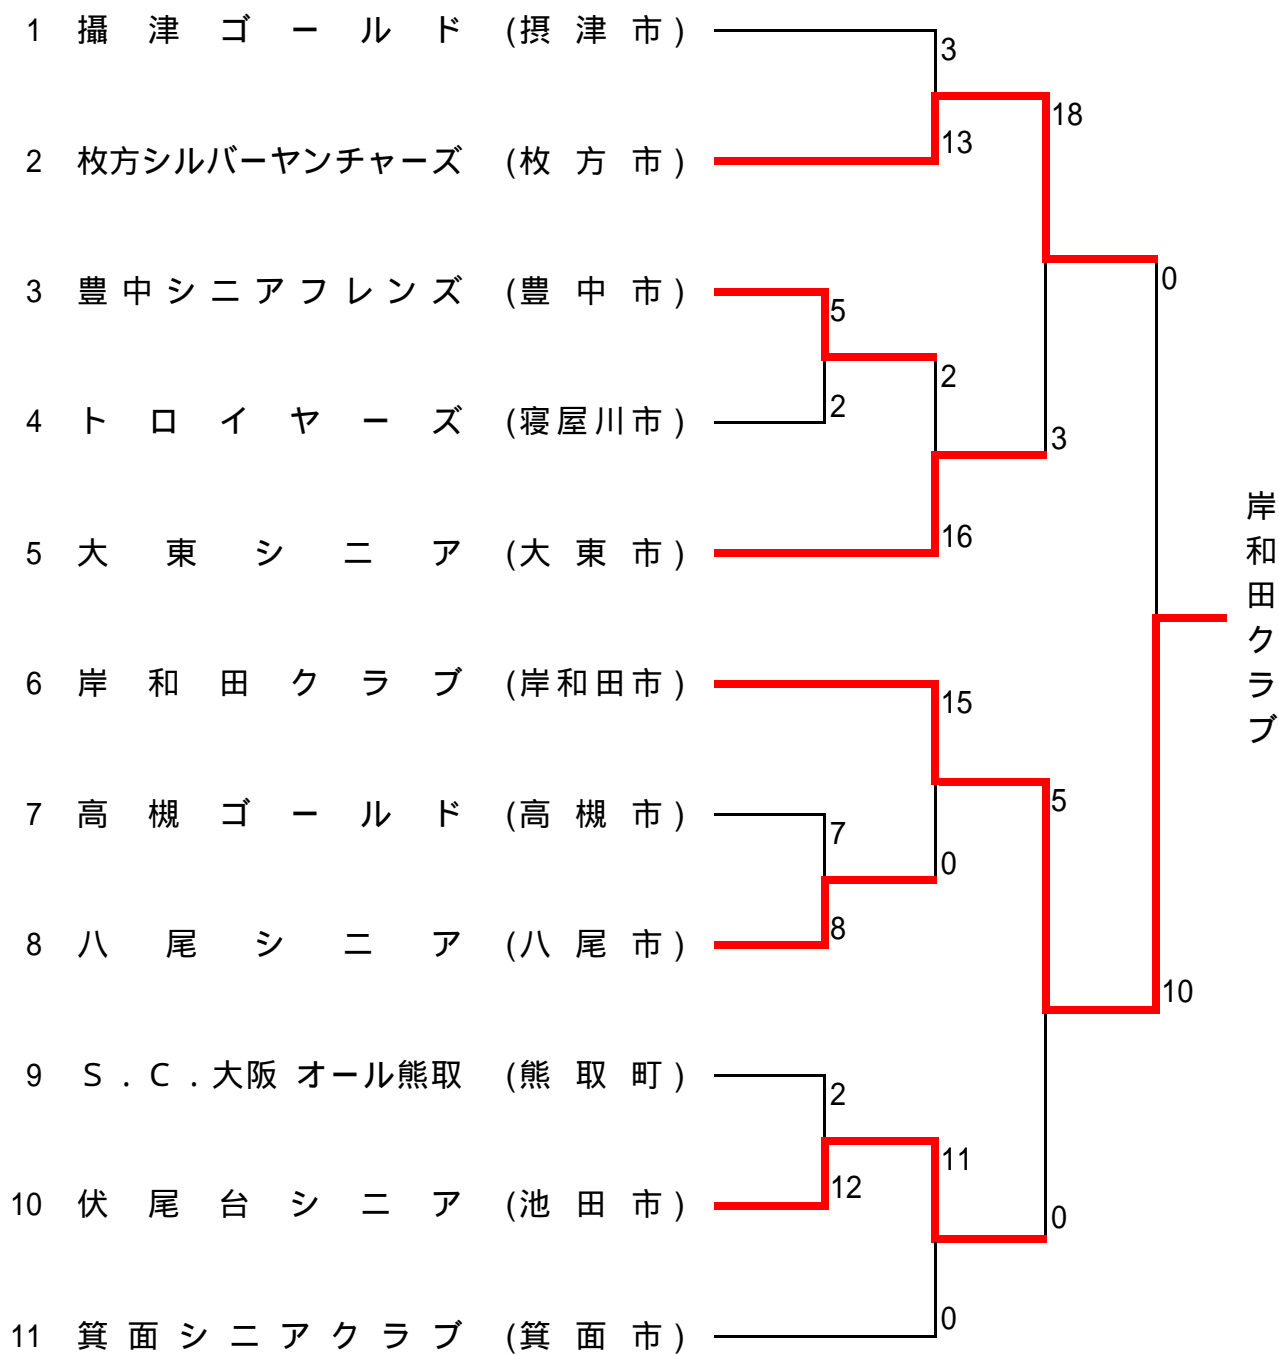 1 攝津ゴールド (摂津市)
3
18
2 枚方シルバーヤンチャーズ (枚方市)
13
3 豊中シニアフレンズ (豊中市)
5
0
2
4 トロイヤーズ (寝屋川市)
2
3
5 大東シニア (大東市)
16
岸和田クラブ
6 岸和田クラブ (岸和田市)
15
5
7 高槻ゴールド (高槻市)
7
0
8 八尾シニア (八尾市)
8
10
9 S．C．大阪 オール熊取 (熊取町)
2
11
10 伏尾台シニア (池田市)
12
0
11 箕面シニアクラブ (箕面市)
0